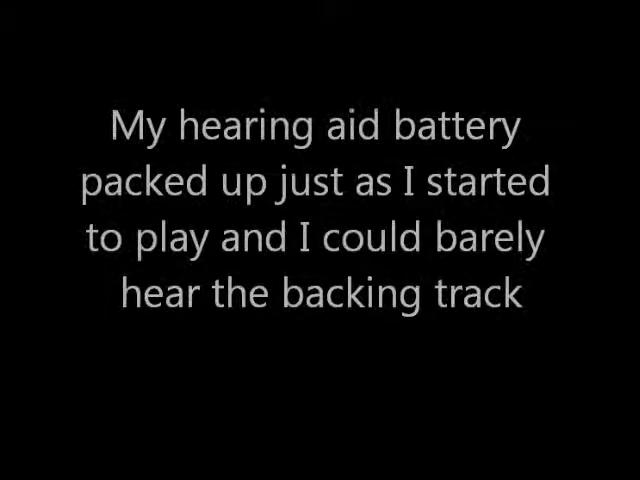 My hearing aid battery
packed up just as I started
to play and I could barely
hear the backing track